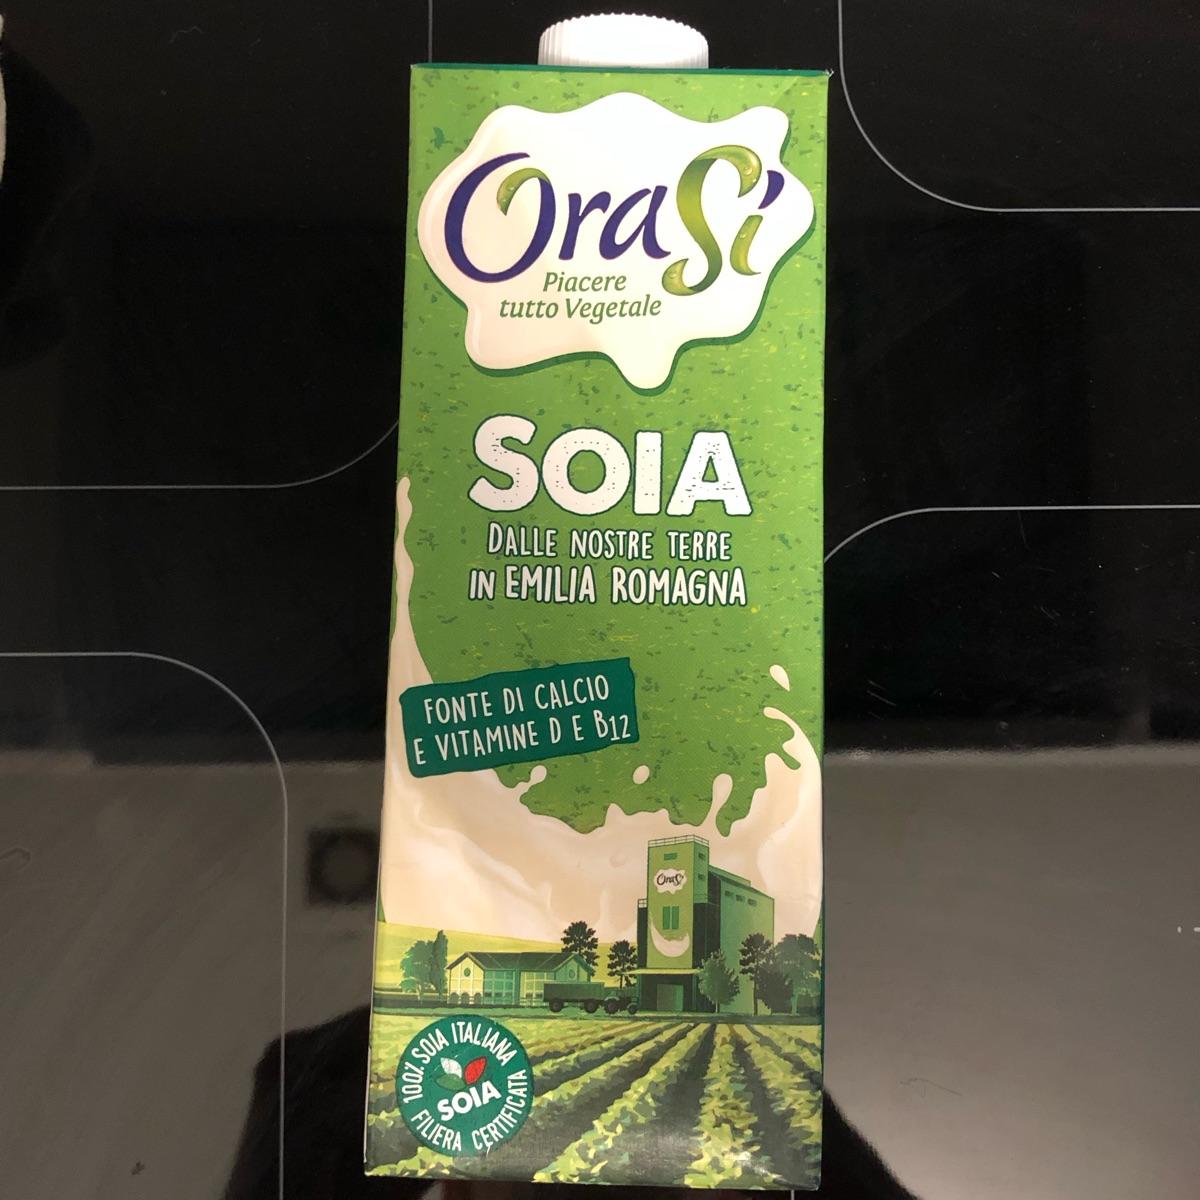 OraSì
Piacere
tutto Vegetale
SOIA
DALLE NOSTRE TERRE
IN EMILIA ROMAGNA
FONTE DI CALCIO
E VITAMINE D E B12
OraSì
100% SOIA ITALIANA
SOIA
FILIERA CERTIFICATA